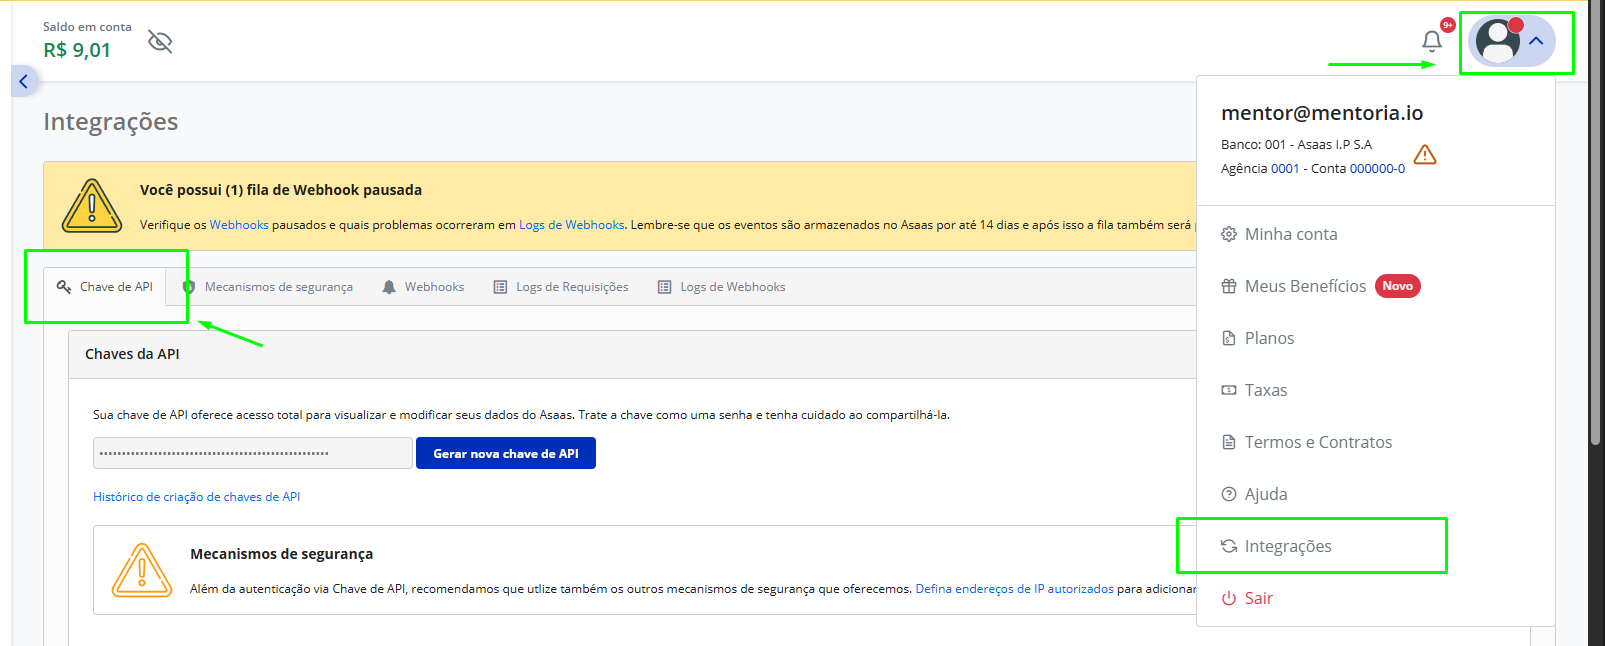 Saldo em conta
R$ 9,01
9+
Integrações
Você possui (1) fila de Webhook pausada
Verifique os Webhooks pausados e quais problemas ocorreram em Logs de Webhooks. Lembre-se que os eventos são armazenados no Asaas por até 14 dias e após isso a fila também será
Chave de API
Mecanismos de segurança
Webhooks
Logs de Requisições
Logs de Webhooks
Chaves da API
Sua chave de API oferece acesso total para visualizar e modificar seus dados do Asaas. Trate a chave como uma senha e tenha cuidado ao compartilhá-la.
Gerar nova chave de API
Histórico de criação de chaves de API
Mecanismos de segurança
Além da autenticação via Chave de API, recomendamos que utlize também os outros mecanismos de segurança que oferecemos. Defina endereços de IP autorizados para adicionar
mentor@mentoria.io
Banco: 001 - Asaas I.P S.A
Agência 0001 - Conta 000000-0
Minha conta
Meus Benefícios Novo
Planos
Taxas
Termos e Contratos
Ajuda
Integrações
Sair